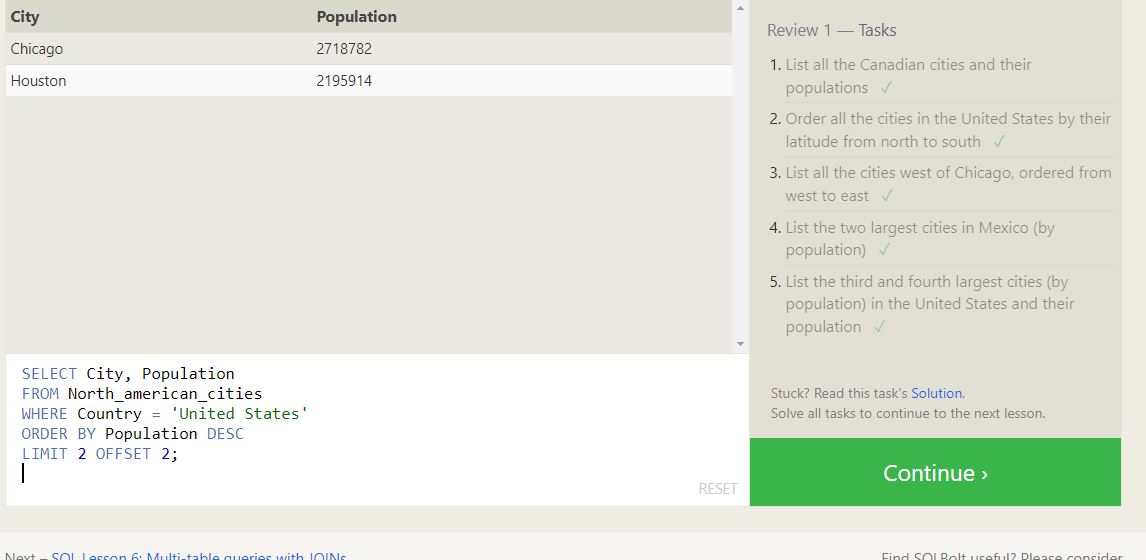 City Population
Chicago 2718782
Houston 2195914
SELECT City, Population
FROM North_american_cities
WHERE Country = 'United States'
ORDER BY Population DESC
LIMIT 2 OFFSET 2;
RESET
Review 1 — Tasks
1. List all the Canadian cities and their
populations ✓
2. Order all the cities in the United States by their
latitude from north to south ✓
3. List all the cities west of Chicago, ordered from
west to east ✓
4. List the two largest cities in Mexico (by
population) ✓
5. List the third and fourth largest cities (by
population) in the United States and their
population ✓
Stuck? Read this task's Solution.
Solve all tasks to continue to the next lesson.
Continue ›
Next – SQL Lesson 6: Multi-table queries with JOINs
Find SQLBolt useful? Please consider